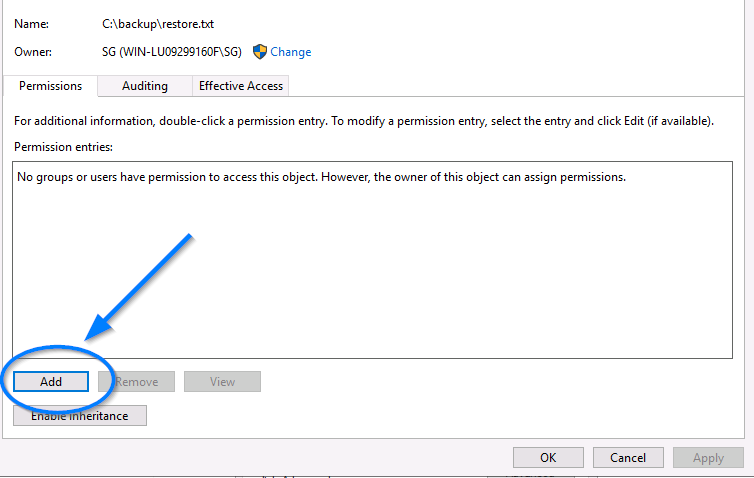 Name: C:\backup\restore.txt
Owner: SG (WIN-LU09299160F\SG) Change
Permissions Auditing Effective Access
For additional information, double-click a permission entry. To modify a permission entry, select the entry and click Edit (if available).
Permission entries:
No groups or users have permission to access this object. However, the owner of this object can assign permissions.
Add Remove View
Enable inheritance
OK Cancel Apply